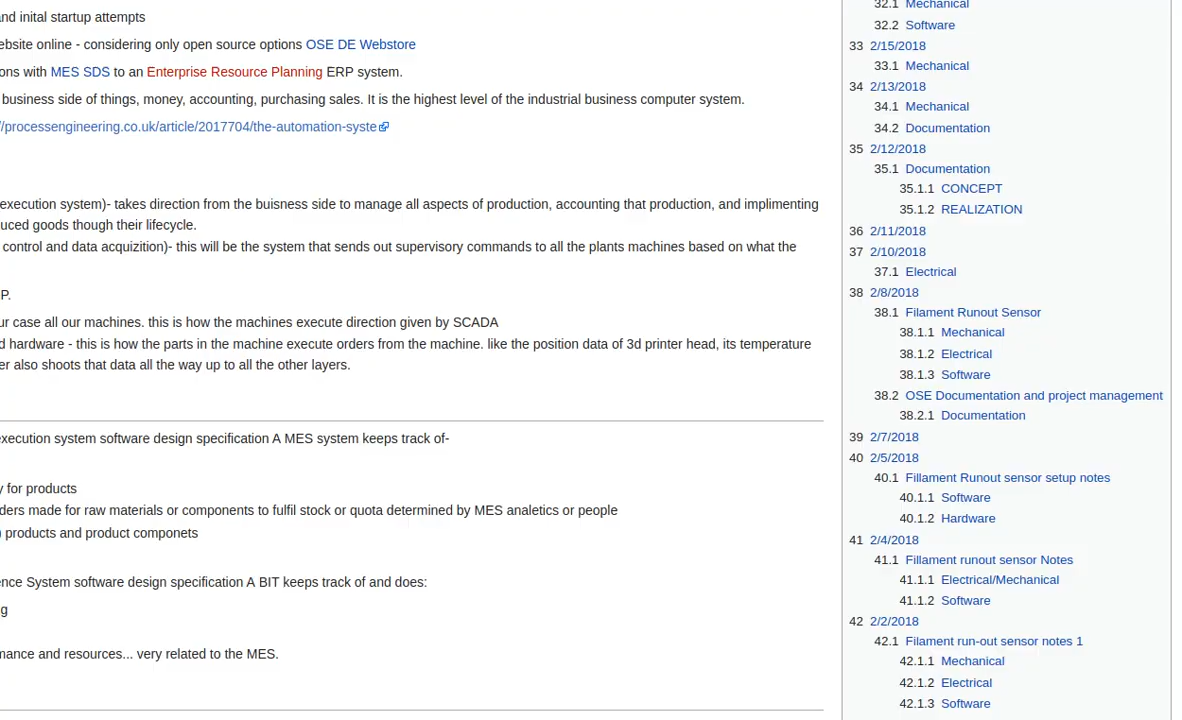 and inital startup attempts
ebsite online - considering only open source options OSE DE Webstore
ons with MES SDS to an Enterprise Resource Planning ERP system.
business side of things, money, accounting, purchasing sales. It is the highest level of the industrial business computer system.
//processengineering.co.uk/article/2017704/the-automation-syste
execution system)- takes direction from the buisness side to manage all aspects of production, accounting that production, and implimenting
uced goods though their lifecycle.
control and data acquizition)- this will be the system that sends out supervisory commands to all the plants machines based on what the
P.
ur case all our machines. this is how the machines execute direction given by SCADA
d hardware - this is how the parts in the machine execute orders from the machine. like the position data of 3d printer head, its temperature
er also shoots that data all the way up to all the other layers.
execution system software design specification A MES system keeps track of-
y for products
ders made for raw materials or components to fulfil stock or quota determined by MES analetics or people
) products and product componets
ence System software design specification A BIT keeps track of and does:
g
mance and resources... very related to the MES.
32.1 Mechanical
32.2 Software
33 2/15/2018
33.1 Mechanical
34 2/13/2018
34.1 Mechanical
34.2 Documentation
35 2/12/2018
35.1 Documentation
35.1.1 CONCEPT
35.1.2 REALIZATION
36 2/11/2018
37 2/10/2018
37.1 Electrical
38 2/8/2018
38.1 Filament Runout Sensor
38.1.1 Mechanical
38.1.2 Electrical
38.1.3 Software
38.2 OSE Documentation and project management
38.2.1 Documentation
39 2/7/2018
40 2/5/2018
40.1 Fillament Runout sensor setup notes
40.1.1 Software
40.1.2 Hardware
41 2/4/2018
41.1 Fillament runout sensor Notes
41.1.1 Electrical/Mechanical
41.1.2 Software
42 2/2/2018
42.1 Filament run-out sensor notes 1
42.1.1 Mechanical
42.1.2 Electrical
42.1.3 Software